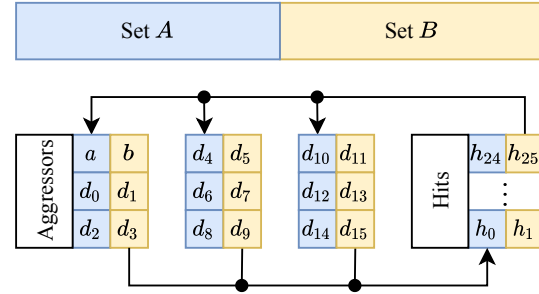 Set A Set B
Aggressors a b d₄ d₅ d₁₀ d₁₁ Hits h₂₄ h₂₅
d₀ d₁ d₆ d₇ d₁₂ d₁₃ ⋮
d₂ d₃ d₈ d₉ d₁₄ d₁₅ h₀ h₁